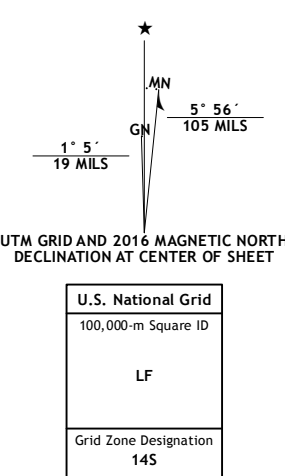 ★
MN
5° 56´
105 MILS
GN
1° 5´
19 MILS
UTM GRID AND 2016 MAGNETIC NORTH
DECLINATION AT CENTER OF SHEET
U.S. National Grid
100,000-m Square ID
LF
Grid Zone Designation
14S